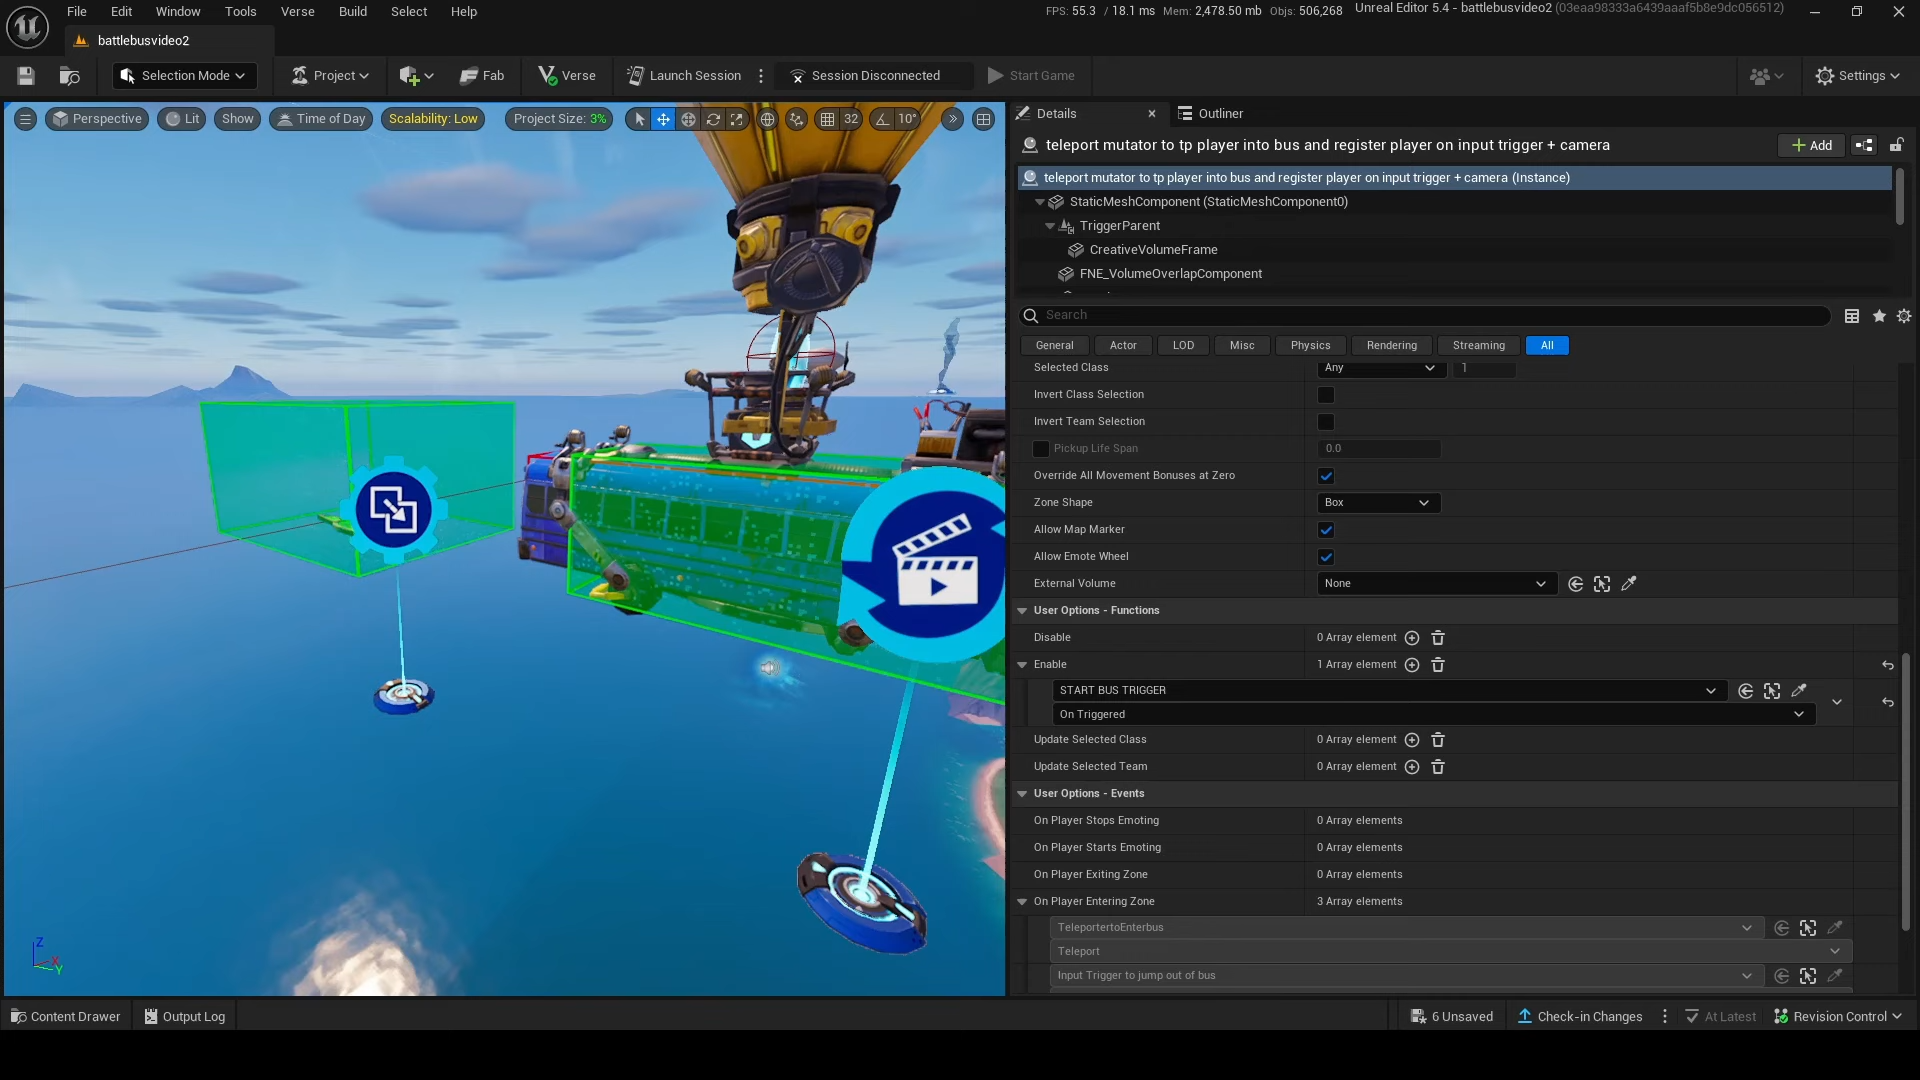 File Edit Window Tools Verse Build Select Help
FPS: 55.3 / 18.1 ms Mem: 2,478.50 mb Objs: 506,268 Unreal Editor 5.4 - battlebusvideo2 (03eaa98333a6439aaaf5b8e9dc056512)
battlebusvideo2
Selection Mode Project Fab Verse Launch Session Session Disconnected Start Game Settings
Perspective Lit Show Time of Day Scalability: Low Project Size: 3% 32 10°
Details Outliner
teleport mutator to tp player into bus and register player on input trigger + camera Add
teleport mutator to tp player into bus and register player on input trigger + camera (Instance)
StaticMeshComponent (StaticMeshComponent0)
TriggerParent
CreativeVolumeFrame
FNE_VolumeOverlapComponent
Search
General Actor LOD Misc Physics Rendering Streaming All
Selected Class Any 1
Invert Class Selection
Invert Team Selection
Pickup Life Span 0.0
Override All Movement Bonuses at Zero
Zone Shape Box
Allow Map Marker
Allow Emote Wheel
External Volume None
User Options - Functions
Disable 0 Array element
Enable 1 Array element
START BUS TRIGGER
On Triggered
Update Selected Class 0 Array element
Update Selected Team 0 Array element
User Options - Events
On Player Stops Emoting 0 Array elements
On Player Starts Emoting 0 Array elements
On Player Exiting Zone 0 Array elements
On Player Entering Zone 3 Array elements
TeleportertoEnterbus
Teleport
Input Trigger to jump out of bus
Z
X
Y
Content Drawer Output Log 6 Unsaved Check-in Changes At Latest Revision Control